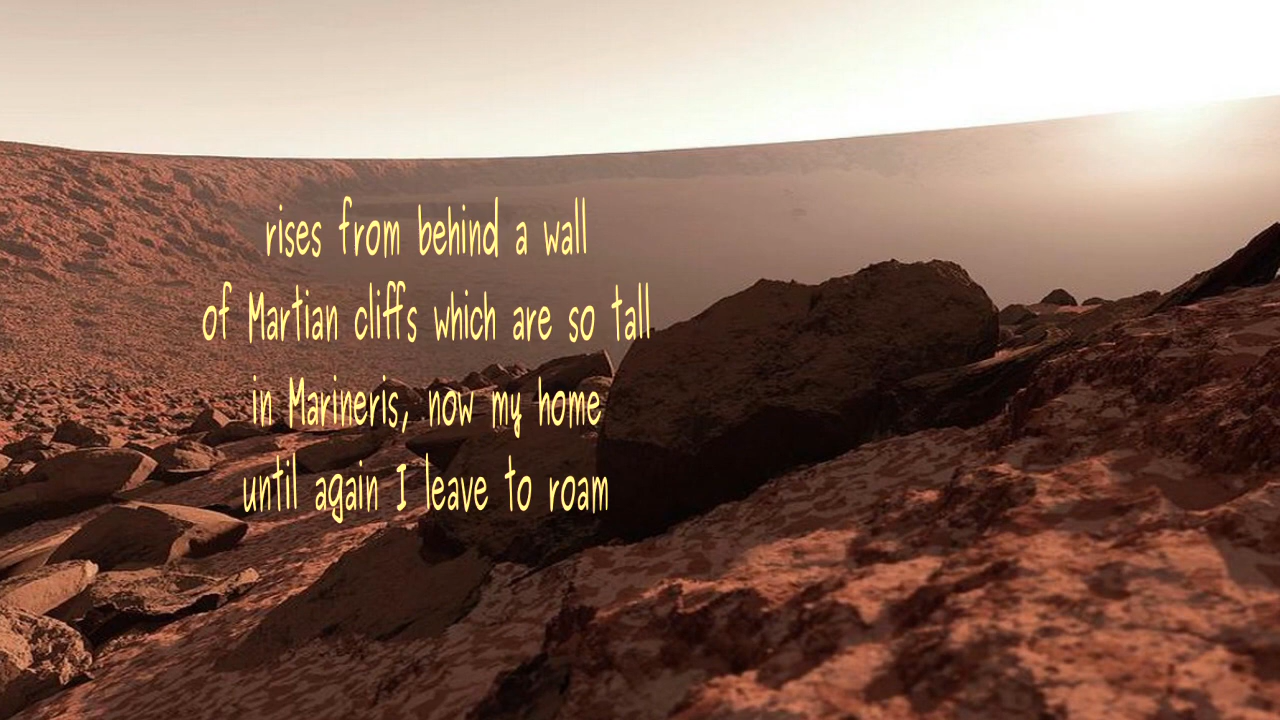 rises from behind a wall
of Martian cliffs which are so tall
in Marineris, now my home
until again I leave to roam